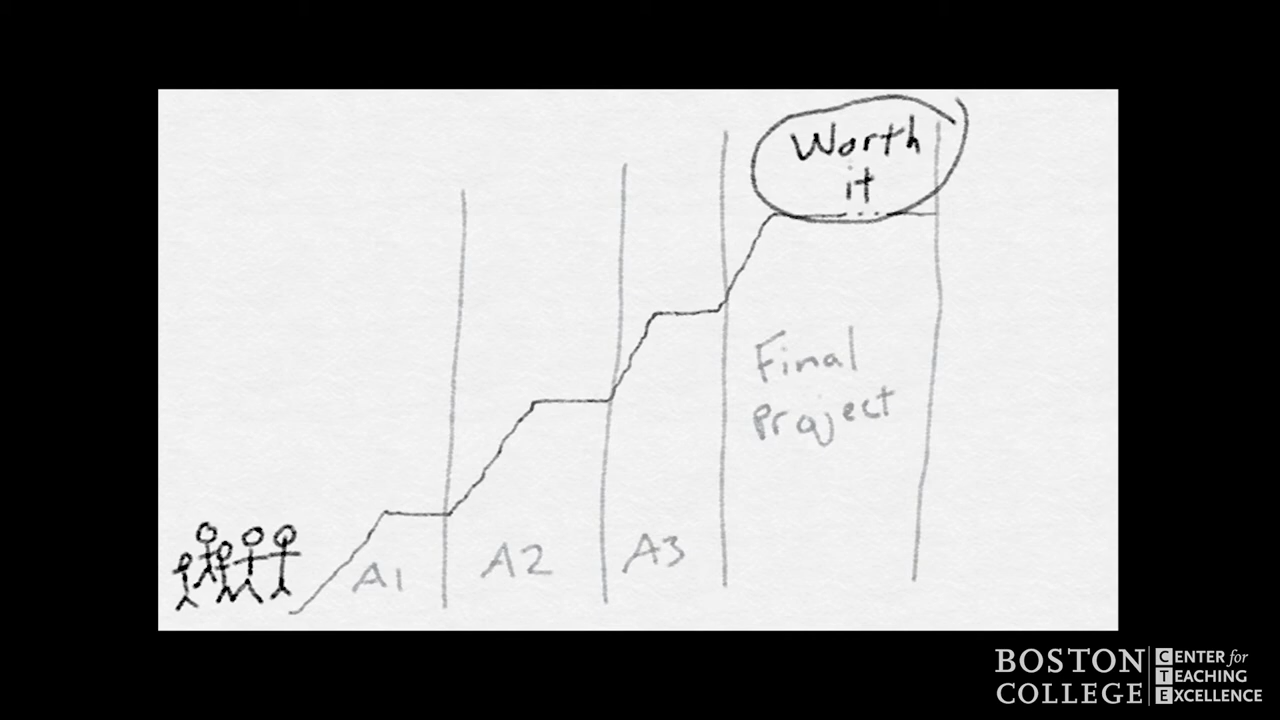 Worth
it
Final
Project
A1
A2
A3
BOSTON
COLLEGE
CENTER for
TEACHING
EXCELLENCE